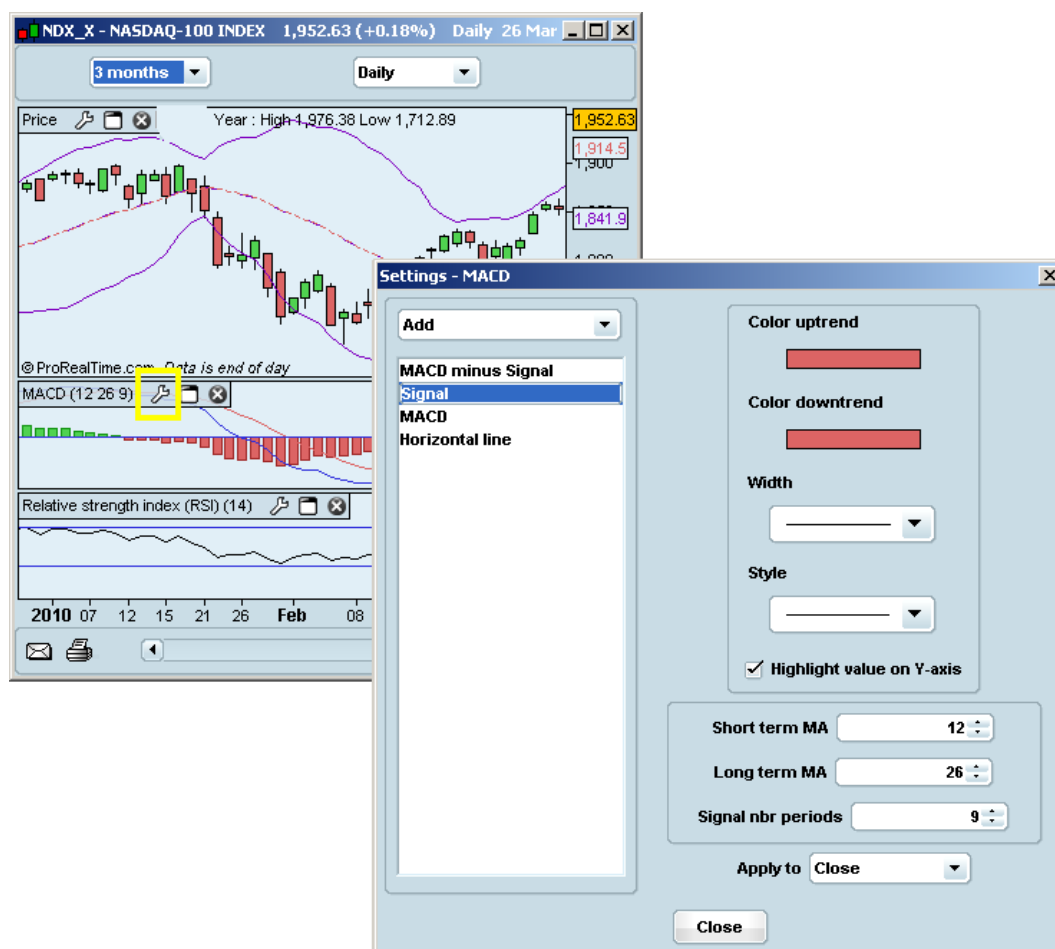 NDX_X - NASDAQ-100 INDEX 1,952.63 (+0.18%) Daily 26 Mar
3 months Daily
Price Year : High 1,976.38 Low 1,712.89
1,952.63
1,914.5
1,900
1,841.9
© ProRealTime.com Data is end of day
MACD (12 26 9)
Relative strength index (RSI) (14)
2010 07 12 15 21 26 Feb 08
Settings - MACD
Add
MACD minus Signal
Signal
MACD
Horizontal line
Color uptrend
Color downtrend
Width
Style
Highlight value on Y-axis
Short term MA 12
Long term MA 26
Signal nbr periods 9
Apply to Close
Close